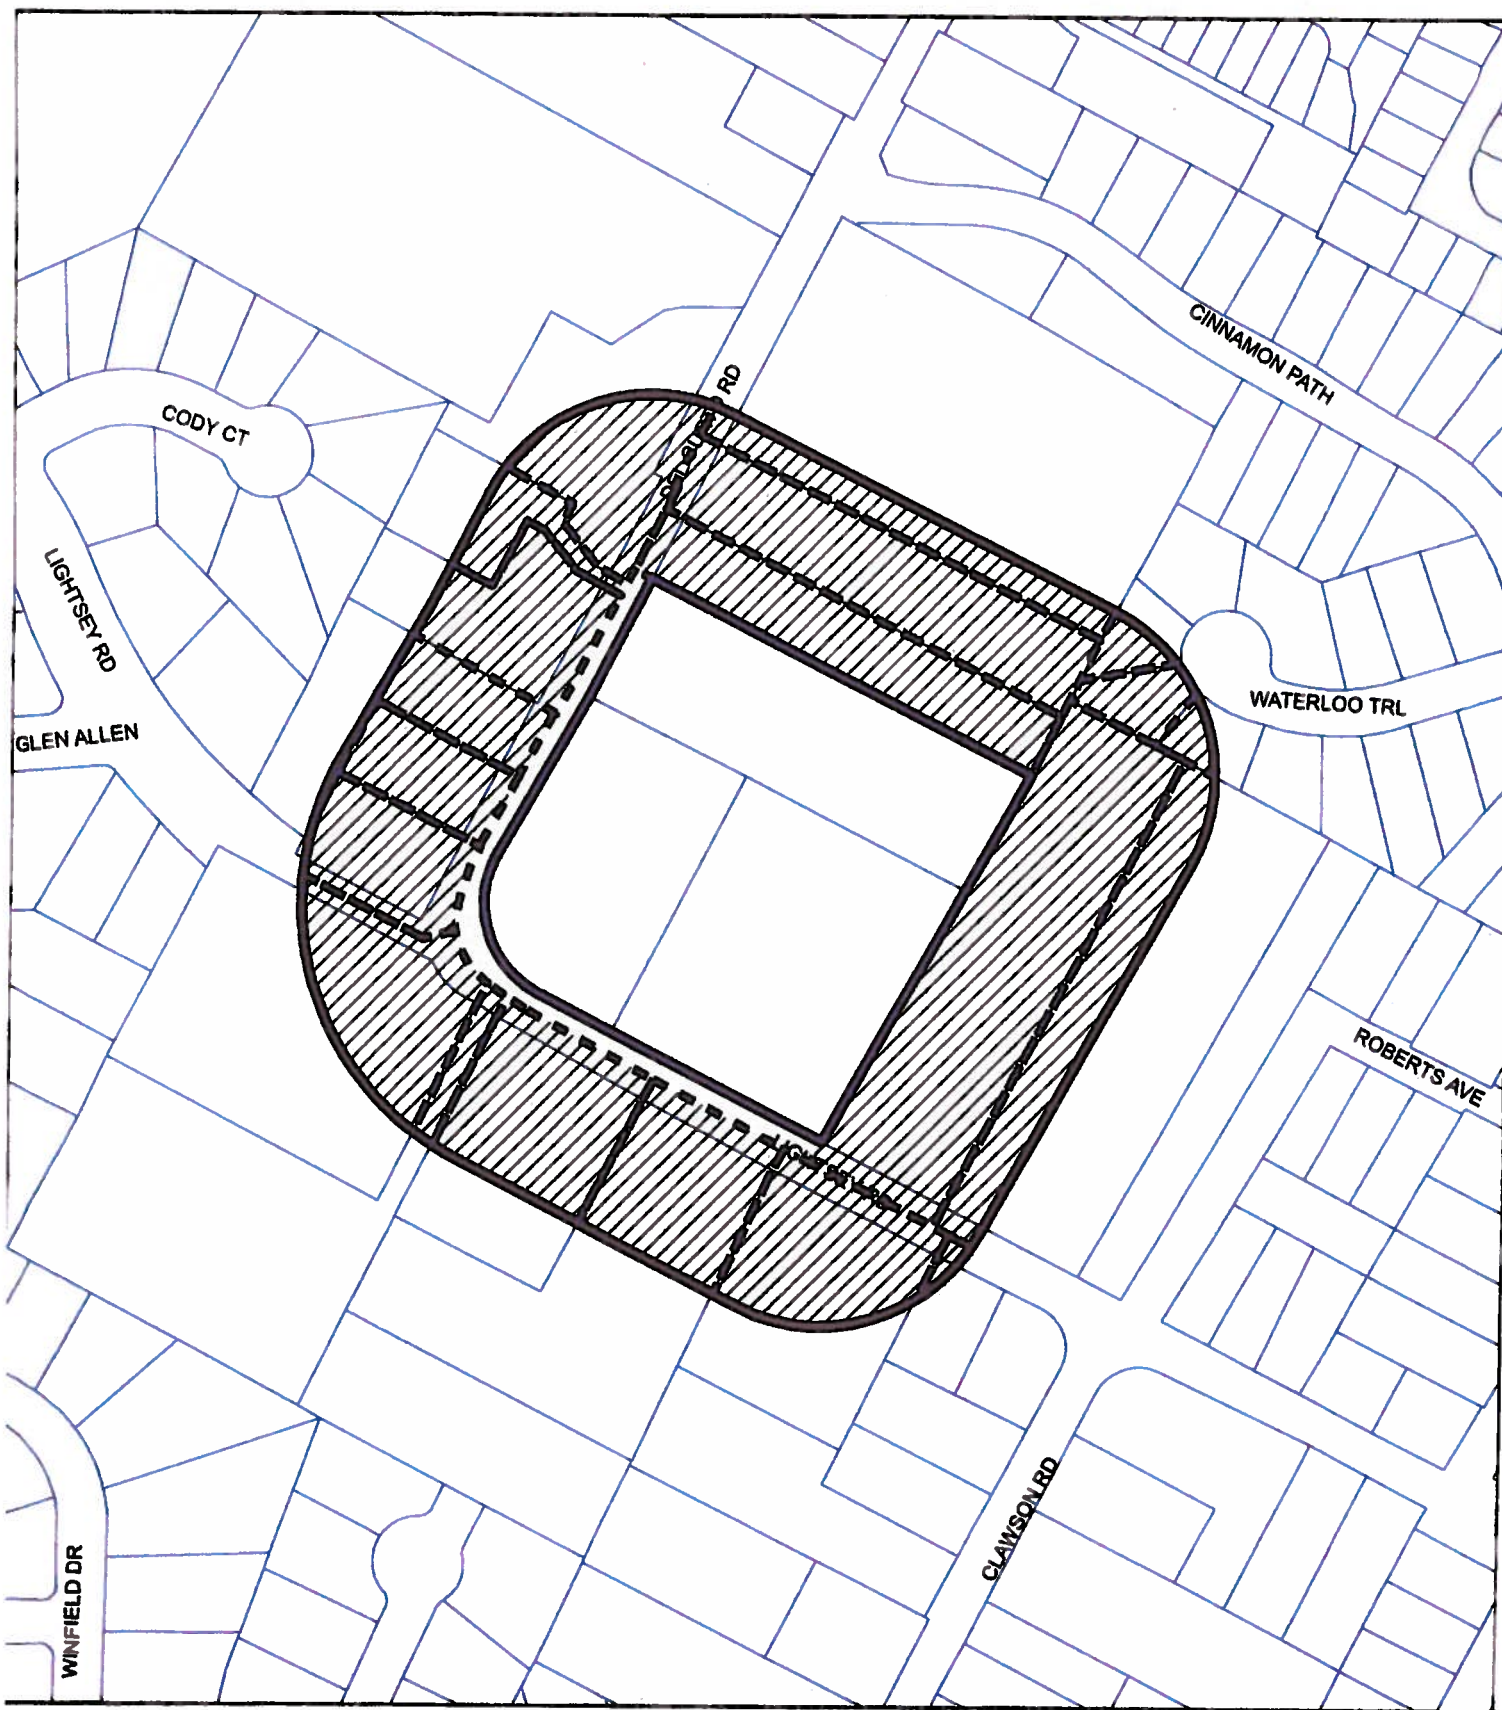 CINNAMON PATH
RD
CODY CT
LIGHTSEY RD
WATERLOO TRL
GLEN ALLEN
ROBERTS AVE
CLAWSON RD
WINFIELD DR